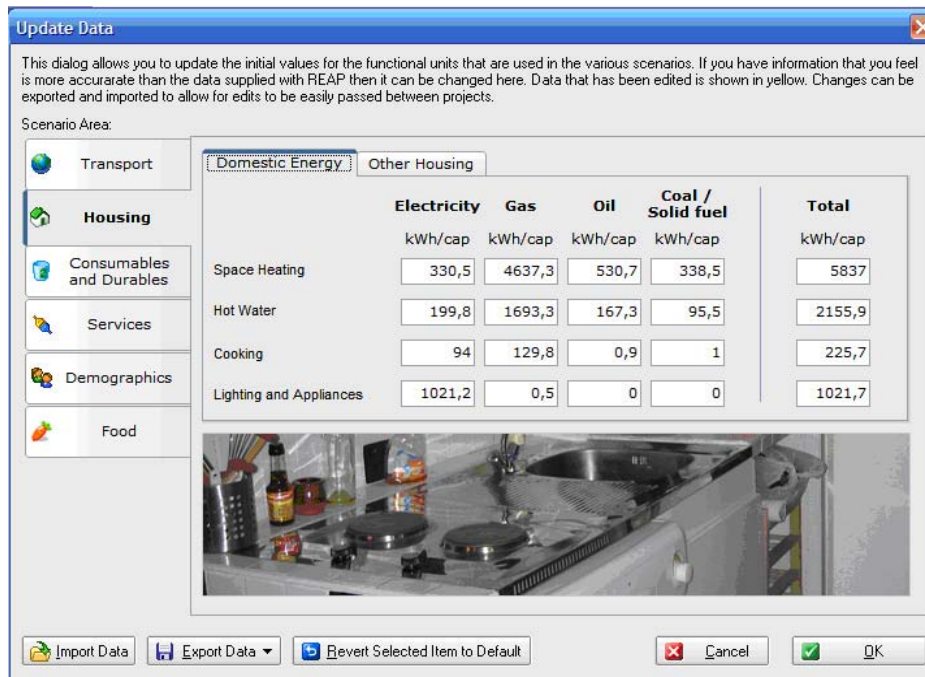 Update Data
This dialog allows you to update the initial values for the functional units that are used in the various scenarios. If you have information that you feel
is more accurarate than the data supplied with REAP then it can be changed here. Data that has been edited is shown in yellow. Changes can be
exported and imported to allow for edits to be easily passed between projects.
Scenario Area:
Transport
Housing
Consumables
and Durables
Services
Demographics
Food
Domestic Energy Other Housing
Electricity Gas Oil Coal / Solid fuel Total
kWh/cap kWh/cap kWh/cap kWh/cap kWh/cap
Space Heating 330,5 4637,3 530,7 338,5 5837
Hot Water 199,8 1693,3 167,3 95,5 2155,9
Cooking 94 129,8 0,9 1 225,7
Lighting and Appliances 1021,2 0,5 0 0 1021,7
Import Data Export Data Revert Selected Item to Default Cancel OK